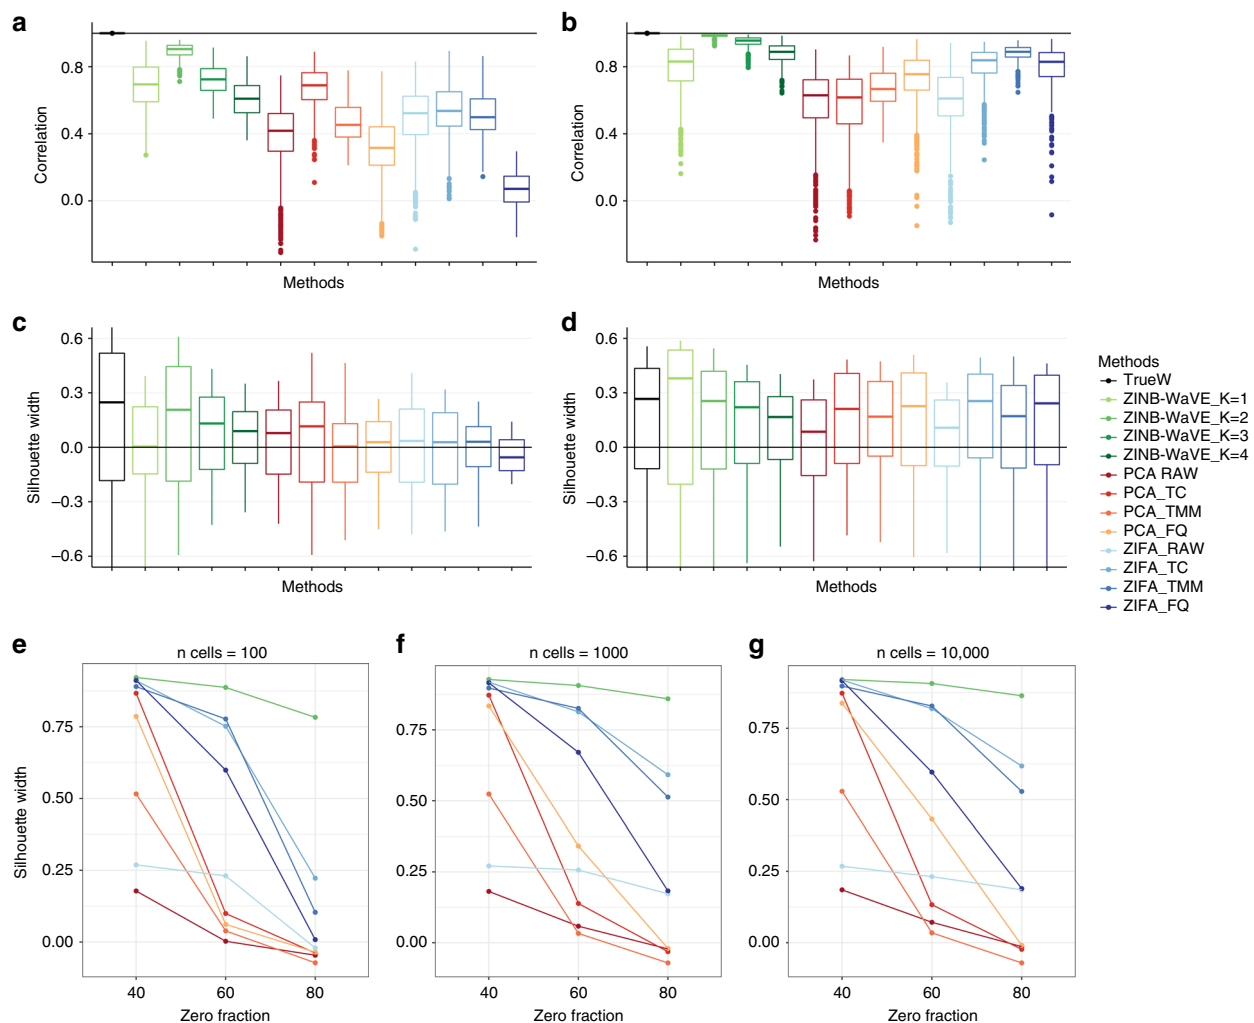 a
b
0.8
0.4
0.0
Correlation
Methods
0.8
0.4
0.0
Correlation
Methods
c
d
0.6
0.3
0.0
−0.3
−0.6
Silhouette width
Methods
0.6
0.3
0.0
−0.3
−0.6
Silhouette width
Methods
Methods
TrueW
ZINB-WaVE_K=1
ZINB-WaVE_K=2
ZINB-WaVE_K=3
ZINB-WaVE_K=4
PCA RAW
PCA_TC
PCA_TMM
PCA_FQ
ZIFA_RAW
ZIFA_TC
ZIFA_TMM
ZIFA_FQ
e
n cells = 100
0.75
0.50
0.25
0.00
Silhouette width
40 60 80
Zero fraction
f
n cells = 1000
0.75
0.50
0.25
0.00
40 60 80
Zero fraction
g
n cells = 10,000
0.75
0.50
0.25
0.00
40 60 80
Zero fraction